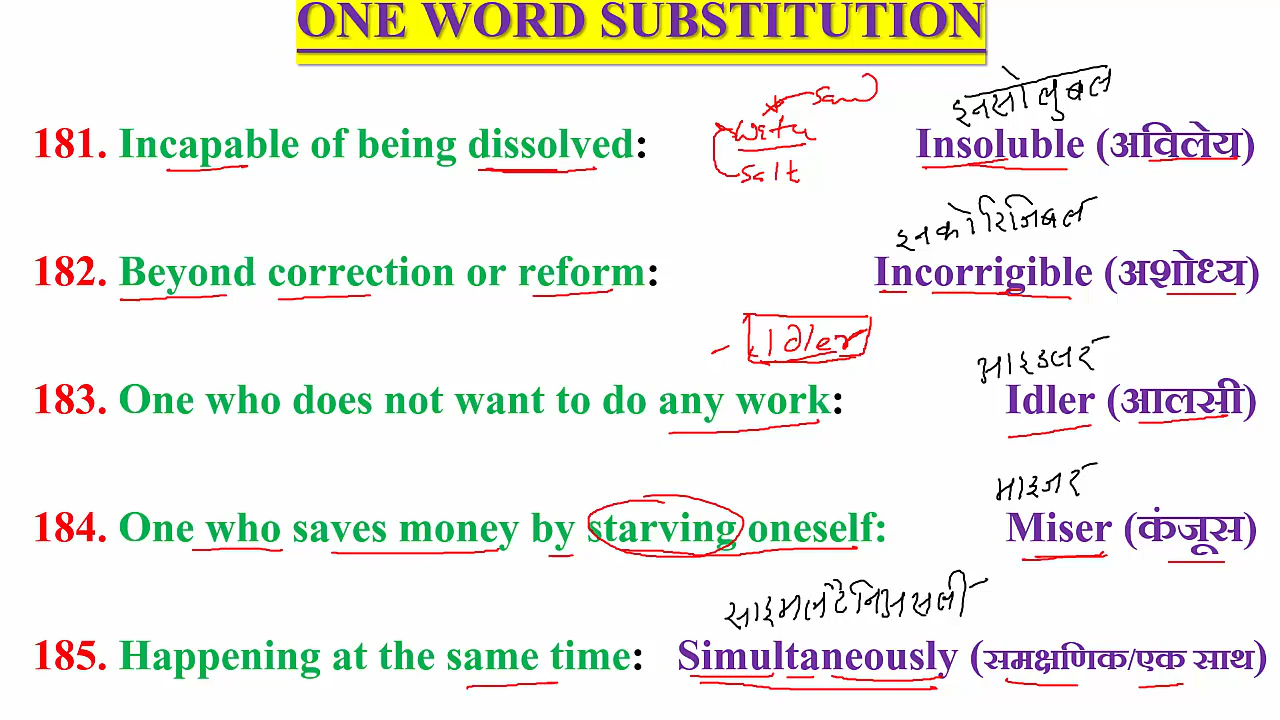 ONE WORD SUBSTITUTION
इनसोलुबल
181. Incapable of being dissolved: Salt Insoluble (अविलेय)
इनकोरिजिबल
182. Beyond correction or reform: Incorrigible (अशोध्य)
Idler
आइडलर
183. One who does not want to do any work: Idler (आलसी)
माइजर
184. One who saves money by starving oneself: Miser (कंजूस)
185. Happening at the same time: Simultaneously (समक्षणिक/एक साथ)